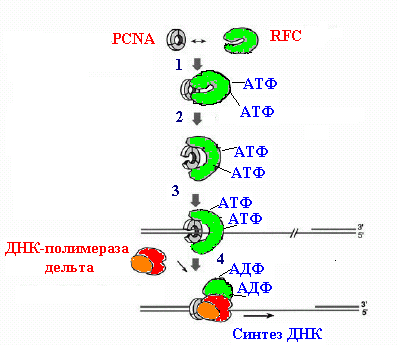 PCNA RFC
1
АТФ
АТФ
2
АТФ
АТФ
3
АТФ
АТФ
3'
5'
ДНК-полимераза
дельта
4
АДФ
АДФ
3'
5'
Синтез ДНК